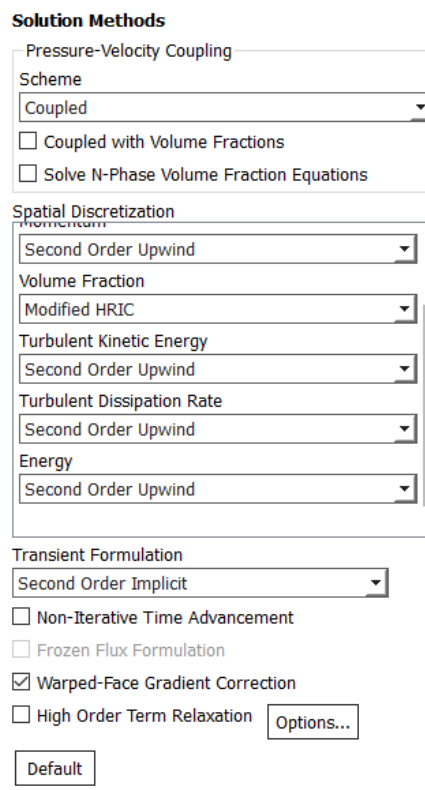 Solution Methods
Pressure-Velocity Coupling
Scheme
Coupled
Coupled with Volume Fractions
Solve N-Phase Volume Fraction Equations
Spatial Discretization
Momentum
Second Order Upwind
Volume Fraction
Modified HRIC
Turbulent Kinetic Energy
Second Order Upwind
Turbulent Dissipation Rate
Second Order Upwind
Energy
Second Order Upwind
Transient Formulation
Second Order Implicit
Non-Iterative Time Advancement
Frozen Flux Formulation
Warped-Face Gradient Correction
High Order Term Relaxation Options...
Default